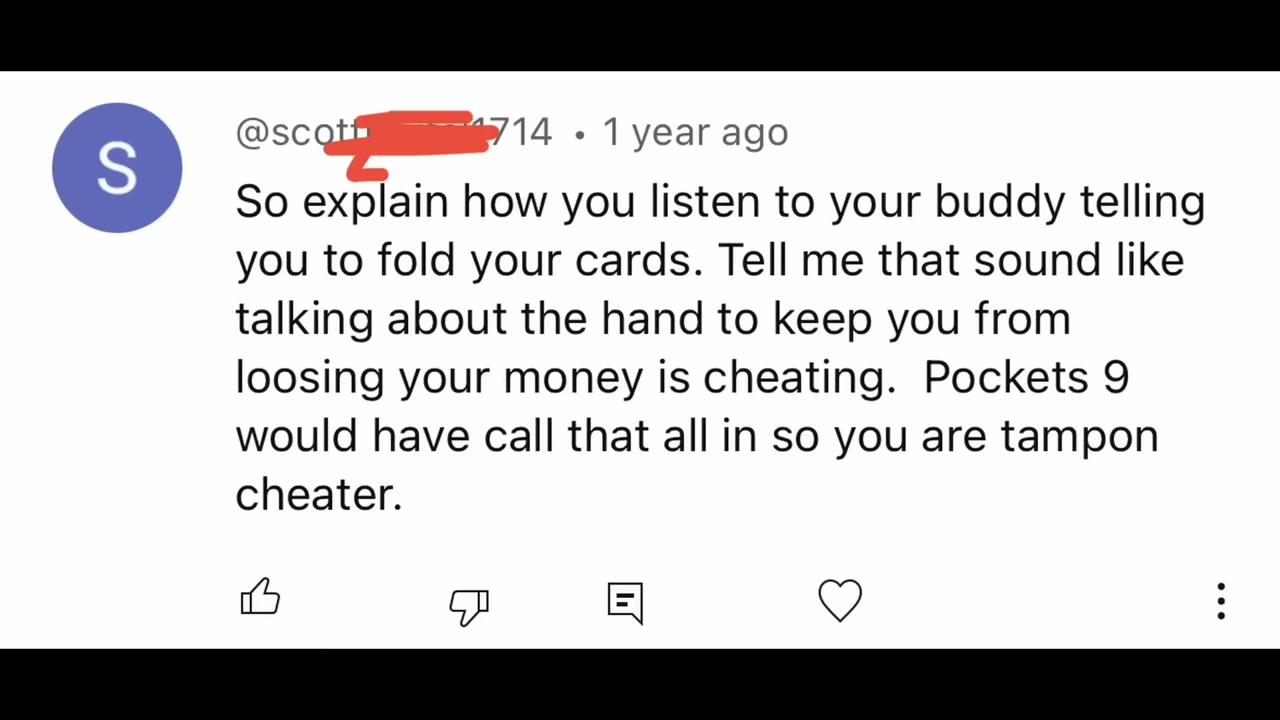 S
@scott 1714 • 1 year ago
So explain how you listen to your buddy telling
you to fold your cards. Tell me that sound like
talking about the hand to keep you from
loosing your money is cheating.  Pockets 9
would have call that all in so you are tampon
cheater.